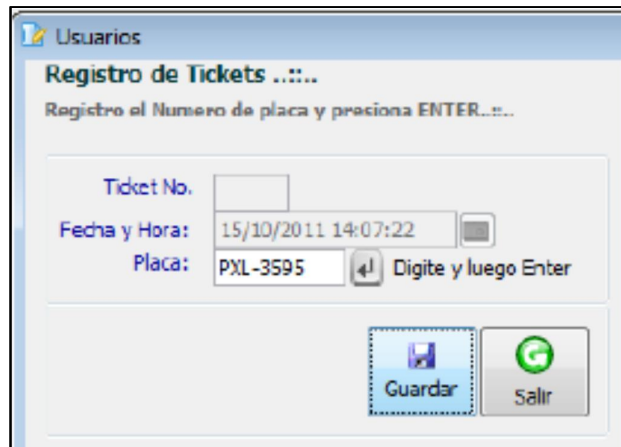 Usuarios
Registro de Tickets ..::..
Registro el Numero de placa y presiona ENTER..::..
Ticket No.
Fecha y Hora: 15/10/2011 14:07:22
Placa: PXL-3595 Digite y luego Enter
Guardar Salir